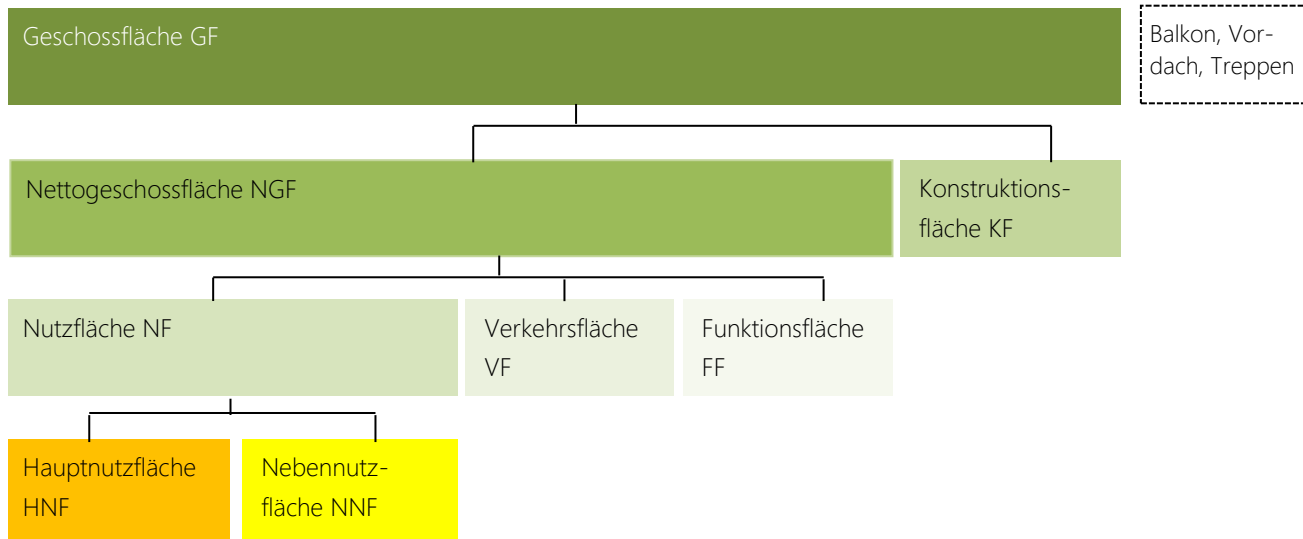 Geschossfläche GF
Balkon, Vor-
dach, Treppen
Nettogeschossfläche NGF
Konstruktions-
fläche KF
Nutzfläche NF
Verkehrsfläche
VF
Funktionsfläche
FF
Hauptnutzfläche
HNF
Nebennutz-
fläche NNF